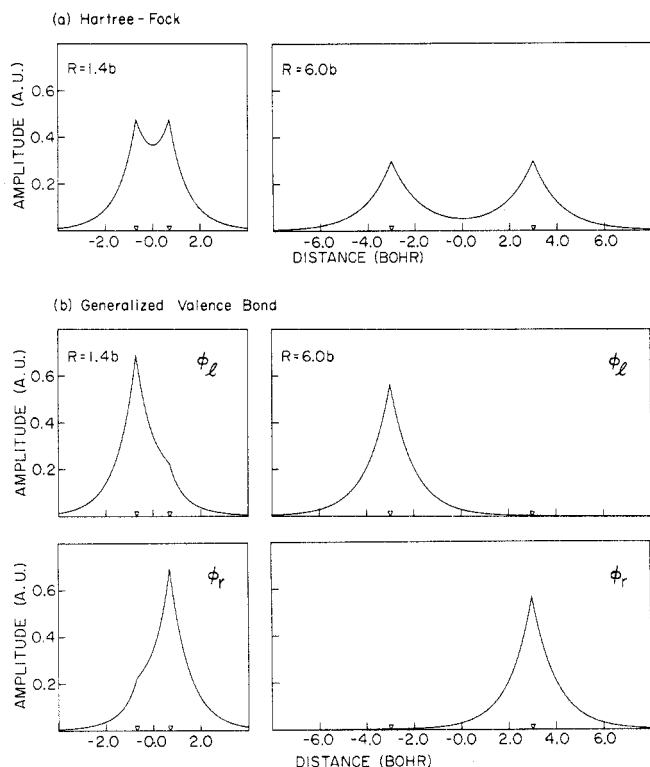 (a) Hartree-Fock
R=1.4b
R=6.0b
AMPLITUDE (A.U.)
0.6
0.4
0.2
-2.0 -0.0 2.0
-6.0 -4.0 -2.0 0.0 2.0 4.0 6.0
DISTANCE (BOHR)
(b) Generalized Valence Bond
R=1.4b
ϕℓ
R=6.0b
ϕℓ
AMPLITUDE (A.U.)
0.6
0.4
0.2
ϕr
ϕr
AMPLITUDE (A.U.)
0.6
0.4
0.2
-2.0 -0.0 2.0
-6.0 -4.0 -2.0 0.0 2.0 4.0 6.0
DISTANCE (BOHR)